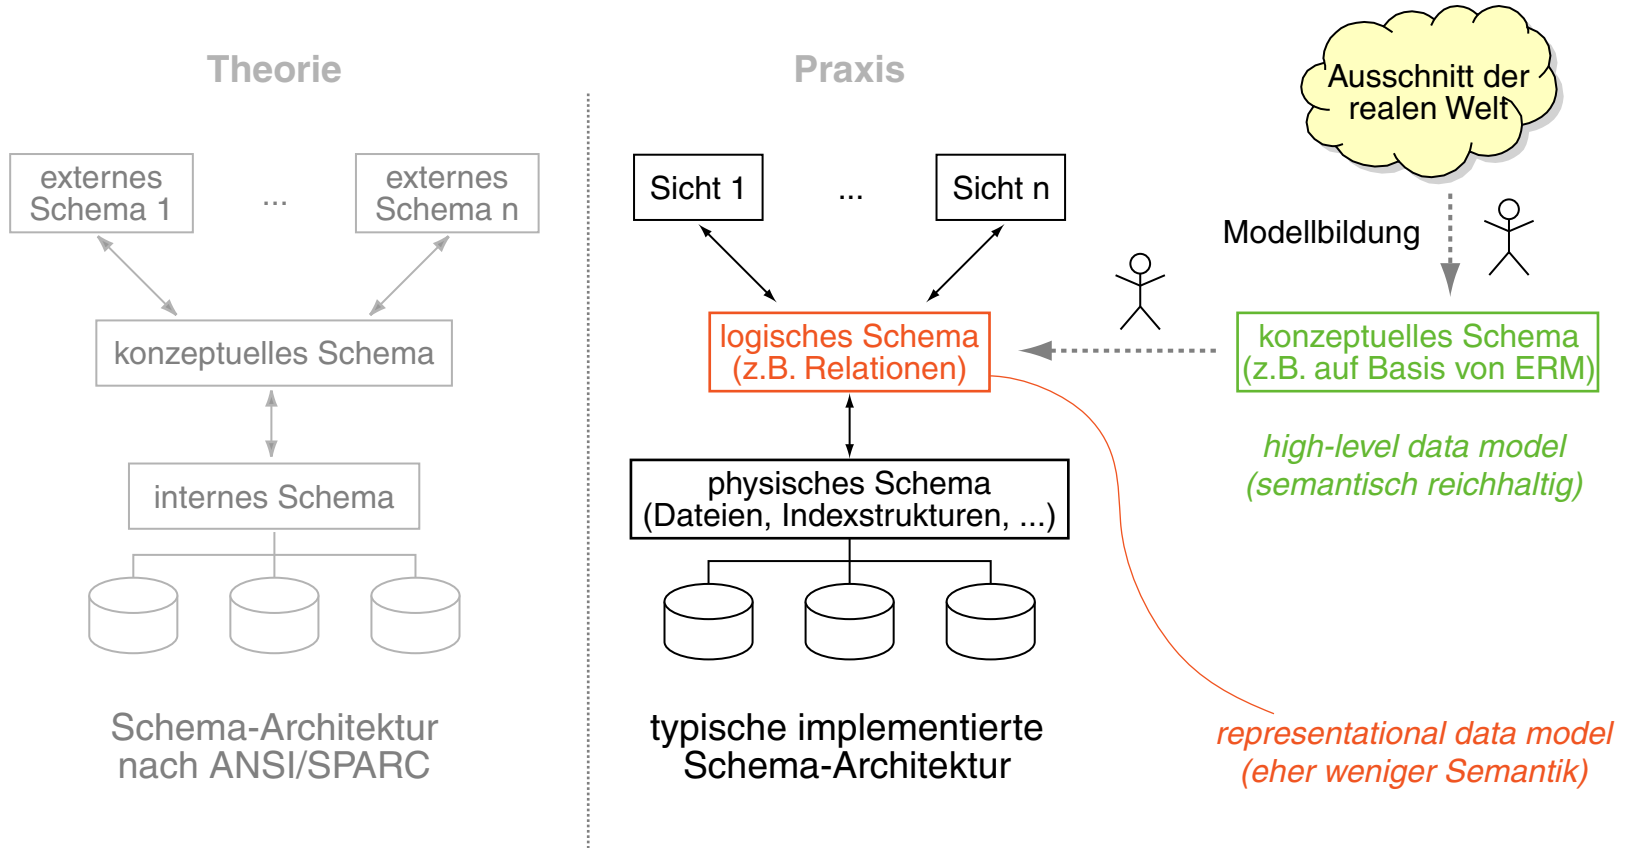 Theorie
externes
Schema 1
...
externes
Schema n
konzeptuelles Schema
internes Schema
Schema-Architektur
nach ANSI/SPARC
Praxis
Sicht 1
...
Sicht n
logisches Schema
(z.B. Relationen)
physisches Schema
(Dateien, Indexstrukturen, ...)
typische implementierte
Schema-Architektur
Ausschnitt der
realen Welt
Modellbildung
konzeptuelles Schema
(z.B. auf Basis von ERM)
high-level data model
(semantisch reichhaltig)
representational data model
(eher weniger Semantik)